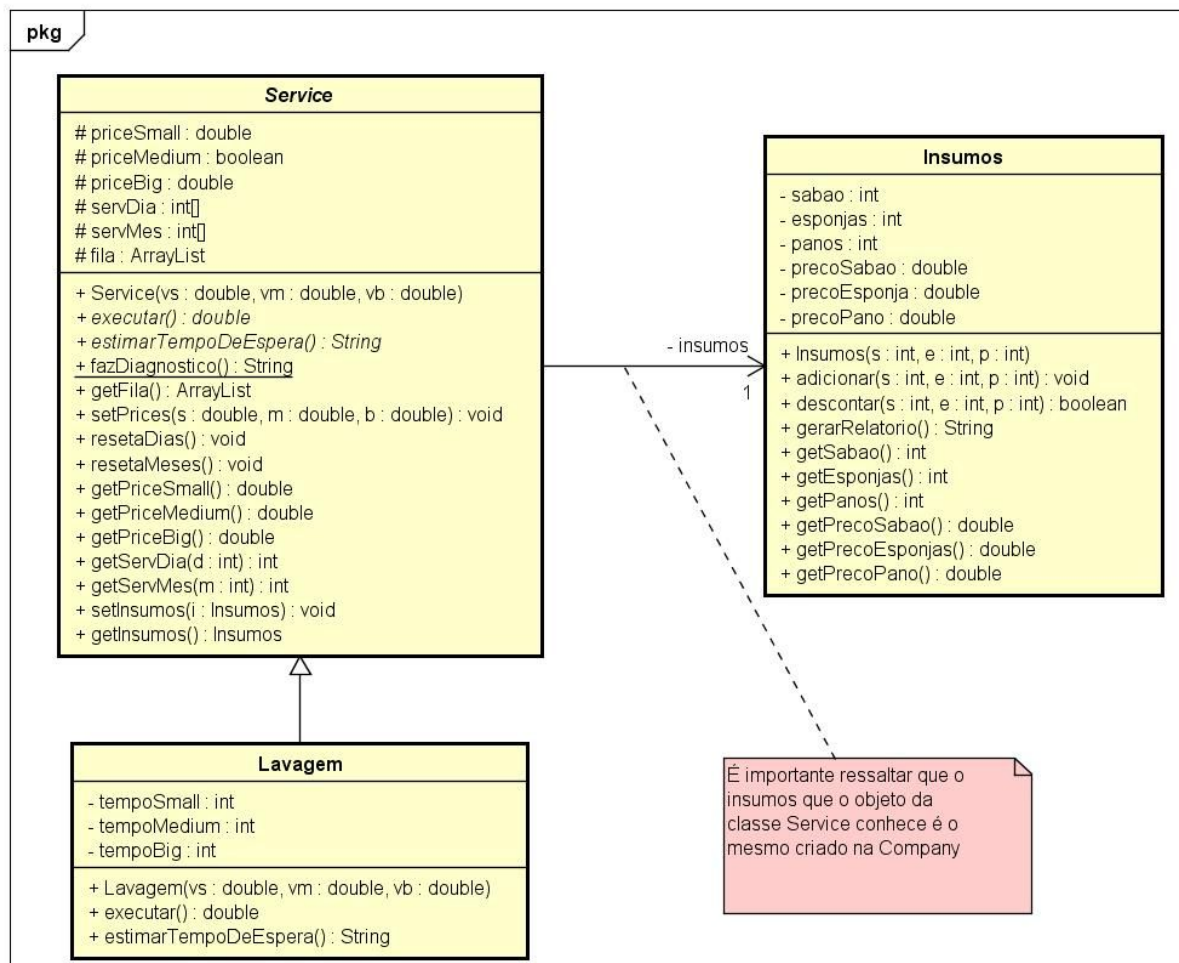 pkg
Service
# priceSmall : double
# priceMedium : boolean
# priceBig : double
# servDia : int[]
# servMes : int[]
# fila : ArrayList
+ Service(vs : double, vm : double, vb : double)
+ executar() : double
+ estimarTempoDeEspera() : String
+ fazDiagnostico() : String
+ getFila() : ArrayList
+ setPrices(s : double, m : double, b : double) : void
+ resetaDias() : void
+ resetaMeses() : void
+ getPriceSmall() : double
+ getPriceMedium() : double
+ getPriceBig() : double
+ getServDia(d : int) : int
+ getServMes(m : int) : int
+ setInsumos(i : Insumos) : void
+ getInsumos() : Insumos
- insumos
1
Insumos
- sabao : int
- esponjas : int
- panos : int
- precoSabao : double
- precoEsponja : double
- precoPano : double
+ Insumos(s : int, e : int, p : int)
+ adicionar(s : int, e : int, p : int) : void
+ descontar(s : int, e : int, p : int) : boolean
+ gerarRelatorio() : String
+ getSabao() : int
+ getEsponjas() : int
+ getPanos() : int
+ getPrecoSabao() : double
+ getPrecoEsponjas() : double
+ getPrecoPano() : double
Lavagem
- tempoSmall : int
- tempoMedium : int
- tempoBig : int
+ Lavagem(vs : double, vm : double, vb : double)
+ executar() : double
+ estimarTempoDeEspera() : String
É importante ressaltar que o
insumos que o objeto da
classe Service conhece é o
mesmo criado na Company